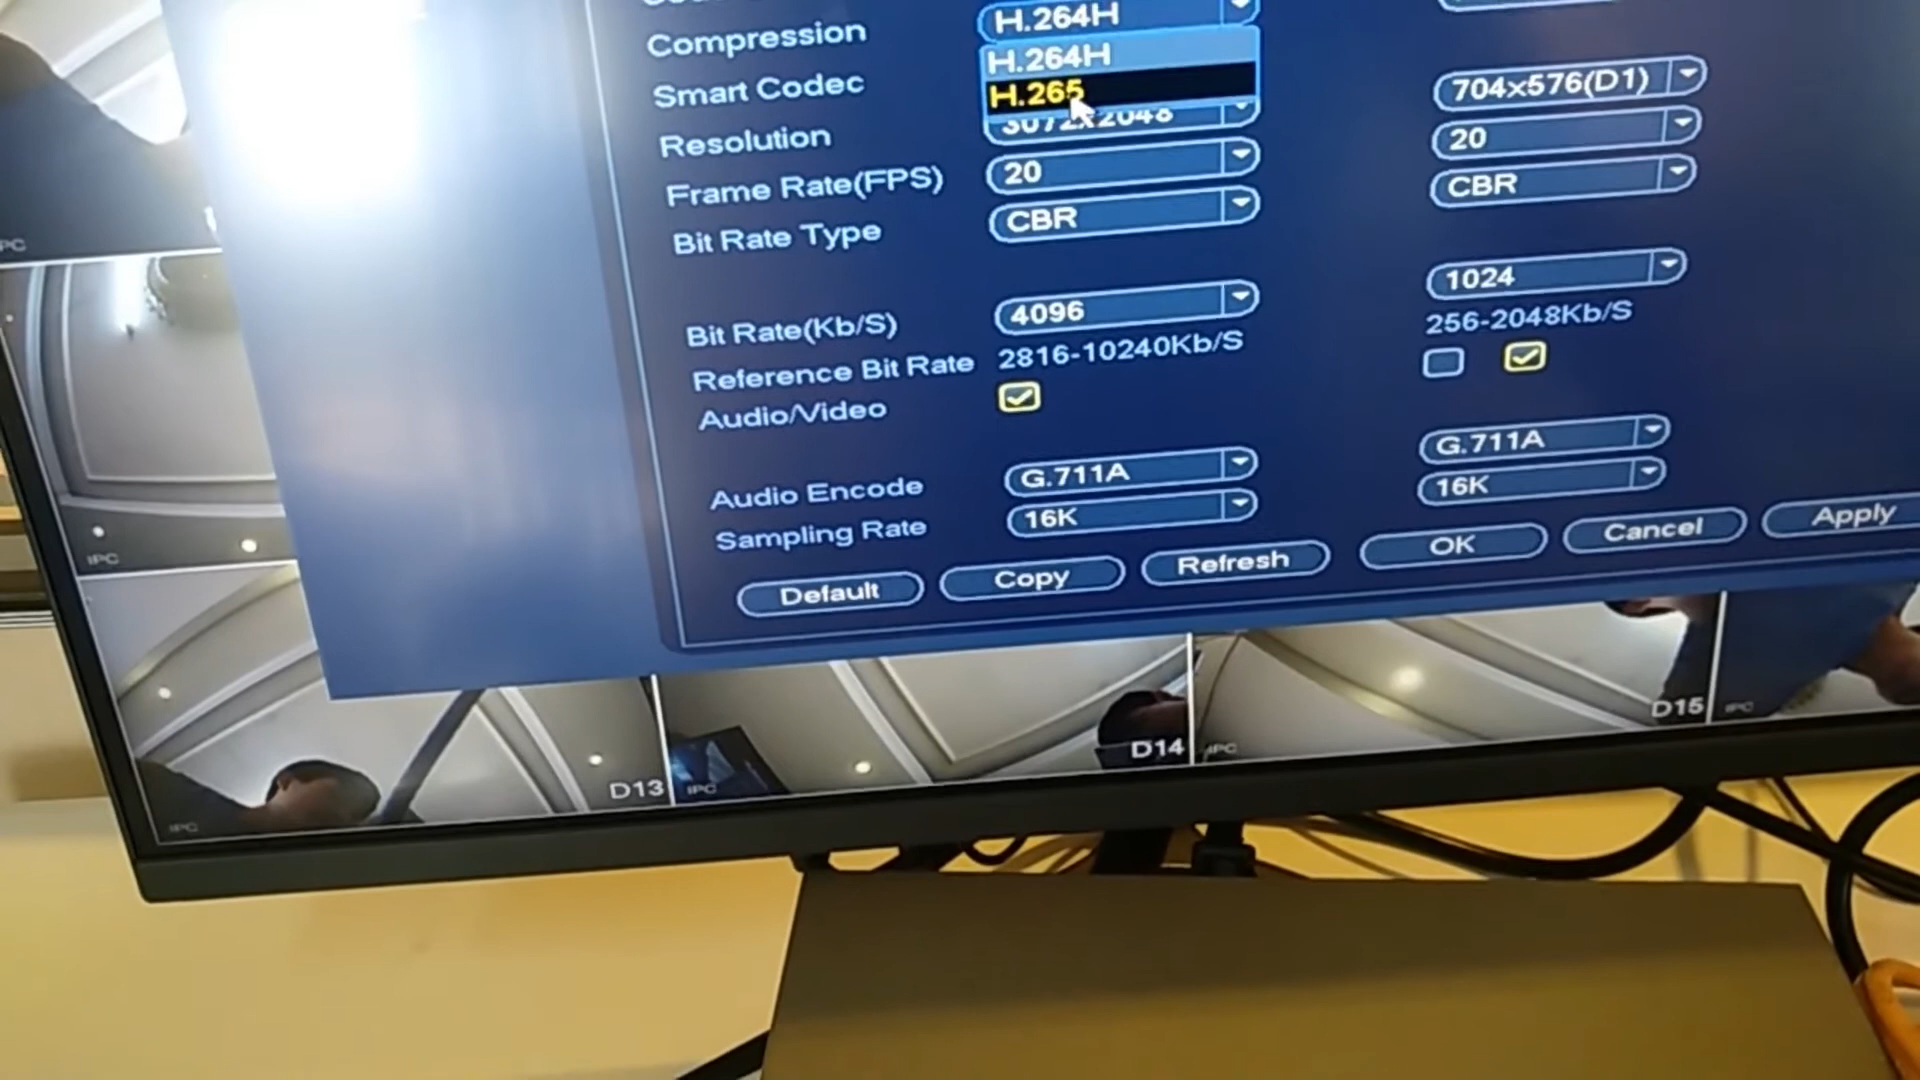 Compression H.264H
H.264H
H.265
Smart Codec
Resolution 3072x2048 704x576(D1)
Frame Rate(FPS) 20 20
Bit Rate Type CBR CBR
Bit Rate(Kb/S) 4096 1024
Reference Bit Rate 2816-10240Kb/S 256-2048Kb/S
Audio/Video
Audio Encode G.711A G.711A
Sampling Rate 16K 16K
Default Copy Refresh OK Cancel Apply
IPC
IPC D13 IPC D14 IPC D15 IPC